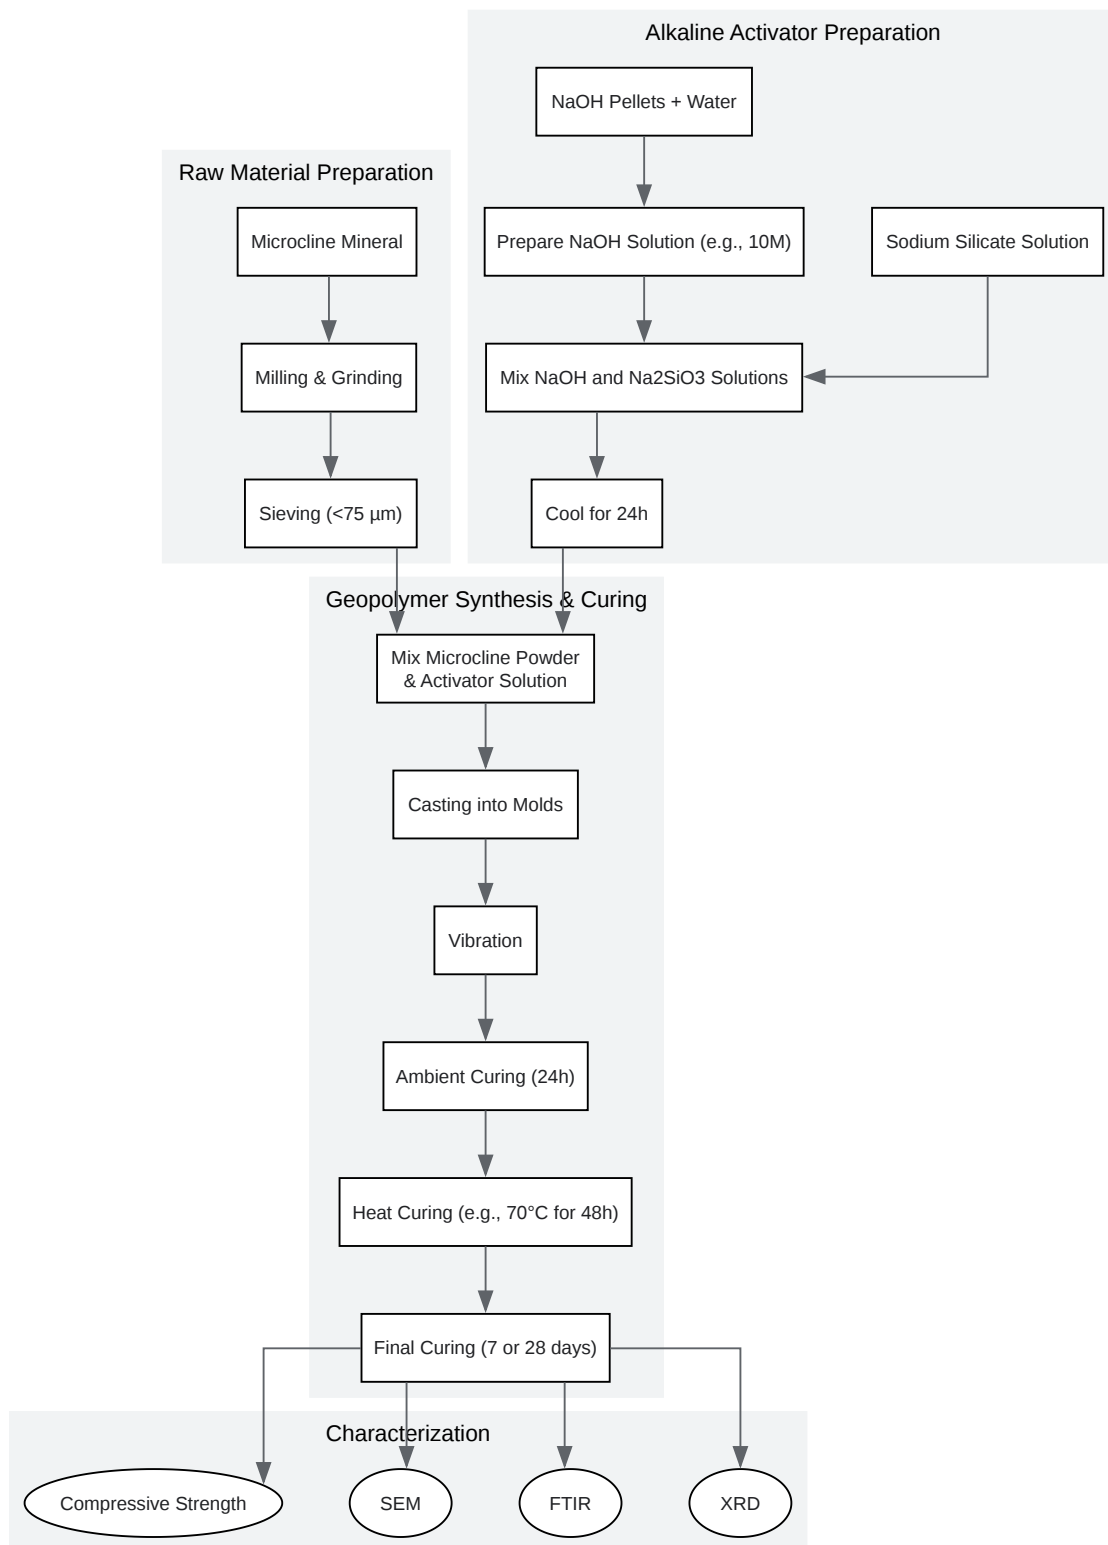 Alkaline Activator Preparation
NaOH Pellets + Water
Raw Material Preparation
Microcline Mineral
Prepare NaOH Solution (e.g., 10M)
Sodium Silicate Solution
Milling & Grinding
Mix NaOH and Na2SiO3 Solutions
Sieving (<75 µm)
Cool for 24h
Geopolymer Synthesis & Curing
Mix Microcline Powder
& Activator Solution
Casting into Molds
Vibration
Ambient Curing (24h)
Heat Curing (e.g., 70°C for 48h)
Final Curing (7 or 28 days)
Characterization
Compressive Strength
SEM
FTIR
XRD